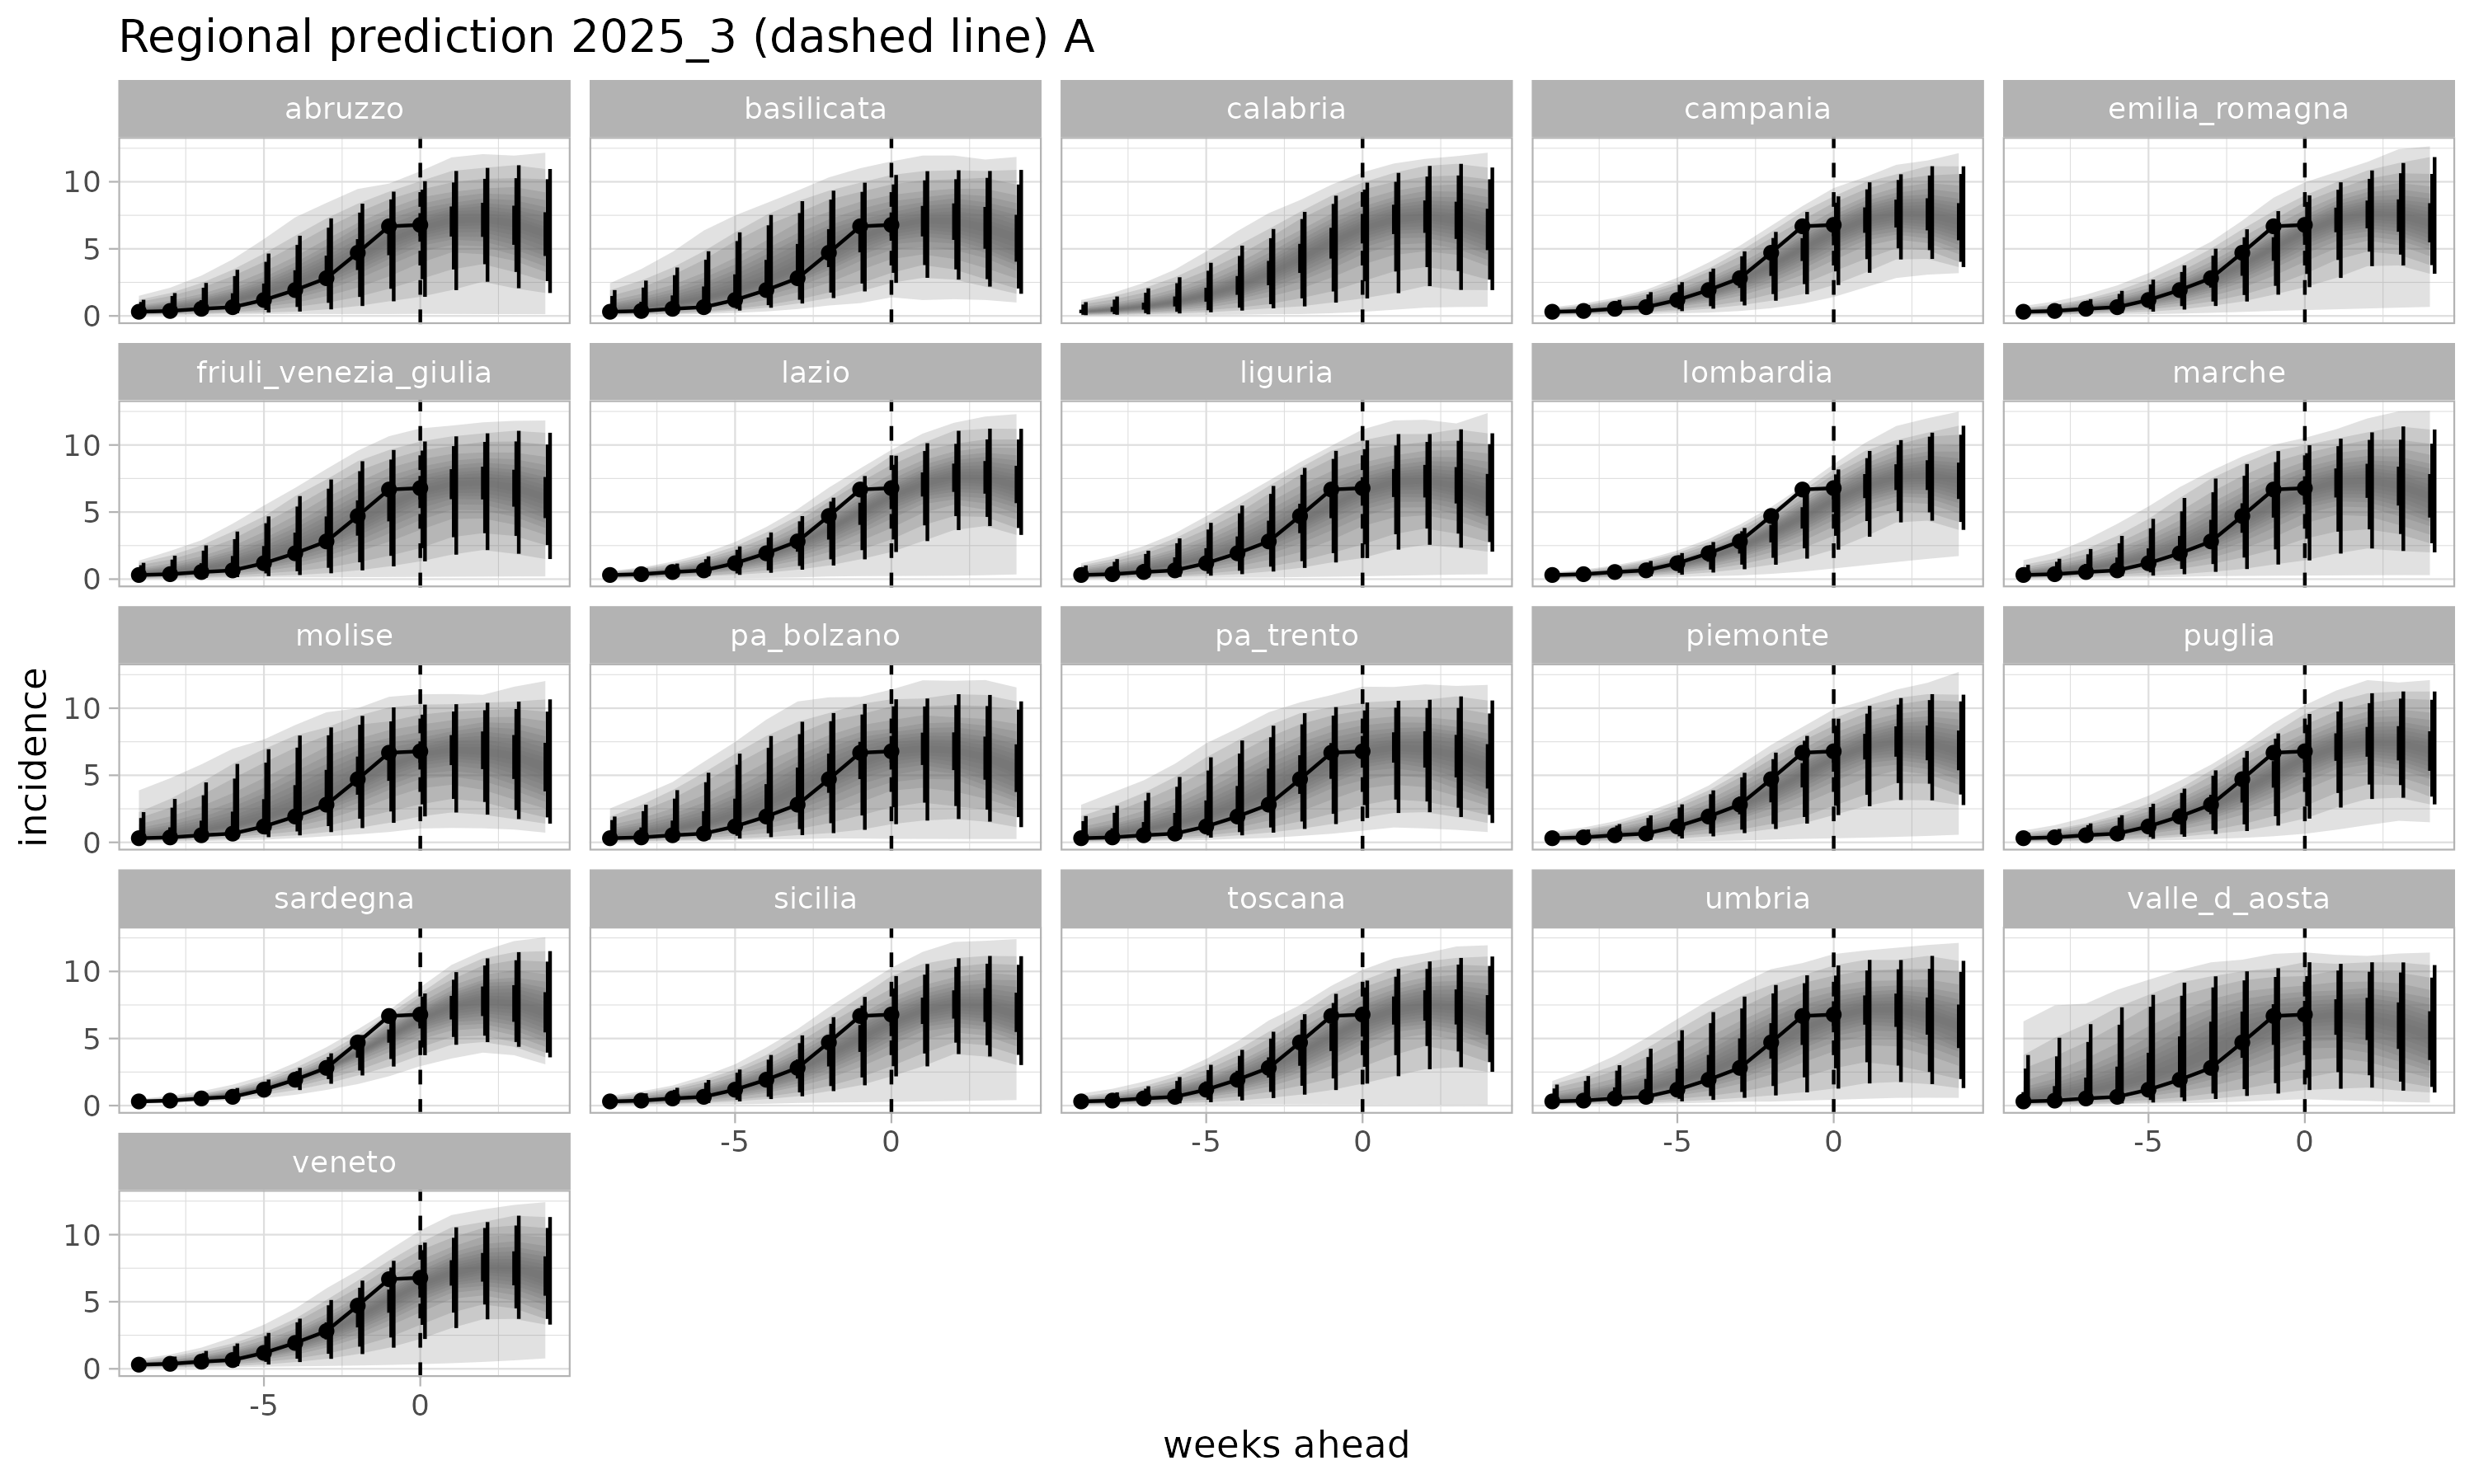 Regional prediction 2025_3 (dashed line) A
abruzzo basilicata calabria campania emilia_romagna
10
5
0
friuli_venezia_giulia lazio liguria lombardia marche
10
5
0
molise pa_bolzano pa_trento piemonte puglia
10
5
0
incidence
sardegna sicilia toscana umbria valle_d_aosta
10
5
0
-5 0 -5 0 -5 0 -5 0
veneto
10
5
0
-5 0
weeks ahead